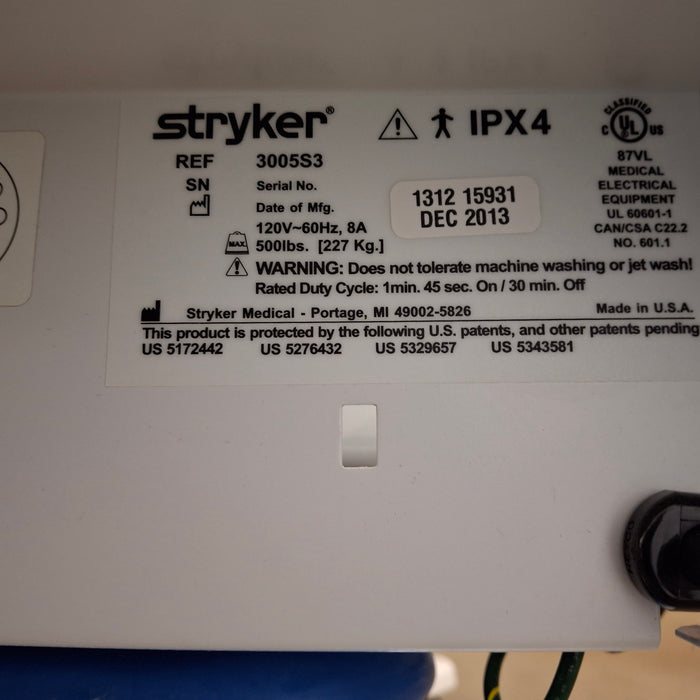 stryker®
IPX4
CLASSIFIED
C UL US
REF 3005S3
87VL
SN Serial No.
MEDICAL
ELECTRICAL
EQUIPMENT
UL 60601-1
CAN/CSA C22.2
NO. 601.1
1312 15931
DEC 2013
Date of Mfg.
120V~60Hz, 8A
MAX 500lbs. [227 Kg.]
WARNING: Does not tolerate machine washing or jet wash!
Rated Duty Cycle: 1min. 45 sec. On / 30 min. Off
Stryker Medical - Portage, MI 49002-5826
Made in U.S.A.
This product is protected by the following U.S. patents, and other patents pending
US 5172442 US 5276432 US 5329657 US 5343581